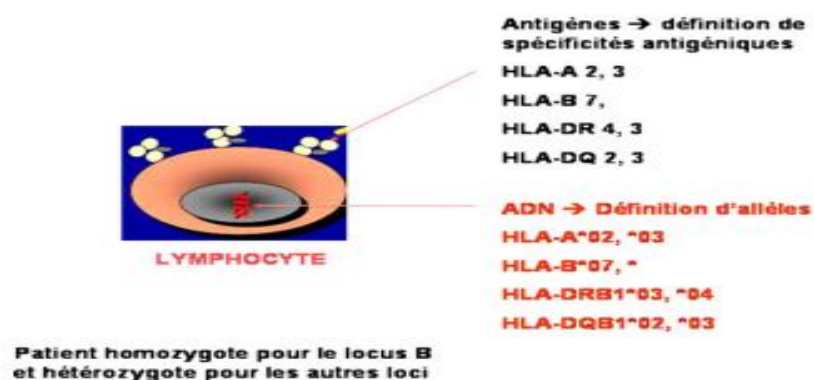 Antigènes → définition de
spécificités antigéniques
HLA-A 2, 3
HLA-B 7,
HLA-DR 4, 3
HLA-DQ 2, 3
ADN → Définition d'allèles
HLA-A*02, *03
HLA-B*07, *
HLA-DRB1*03, *04
HLA-DQB1*02, *03
LYMPHOCYTE
Patient homozygote pour le locus B
et hétérozygote pour les autres loci